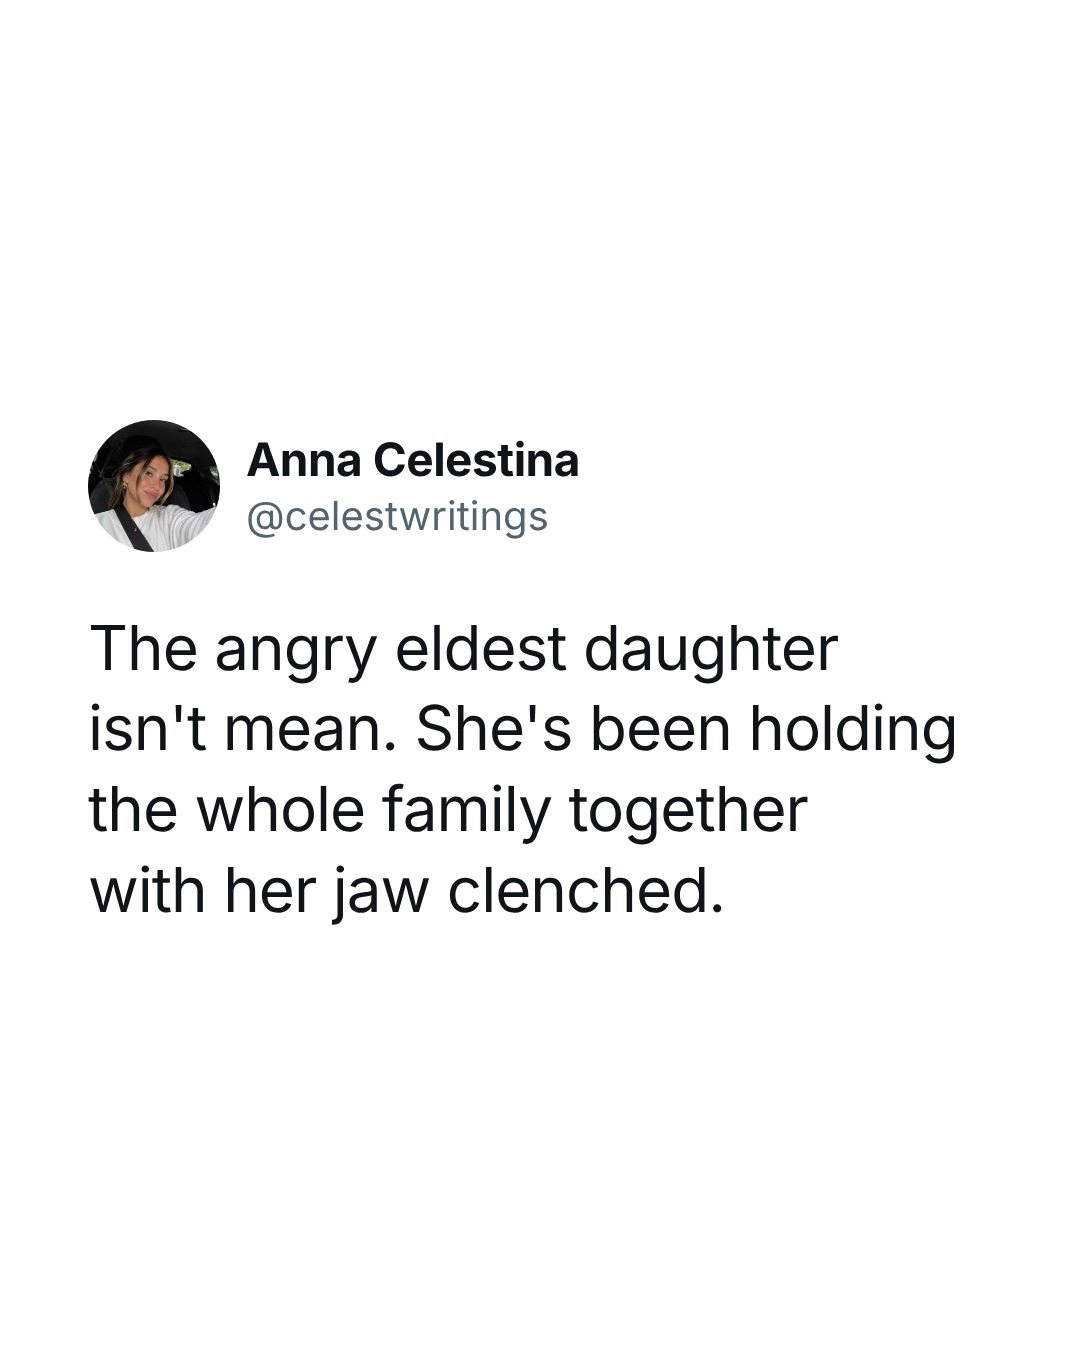 Anna Celestina
@celestwritings
The angry eldest daughter
isn't mean. She's been holding
the whole family together
with her jaw clenched.